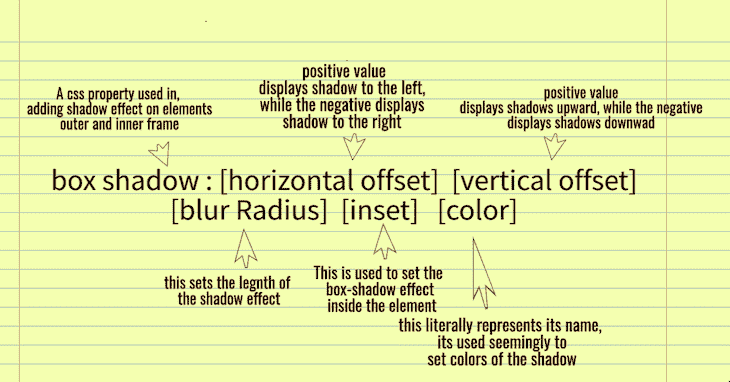 positive value
displays shadow to the left,
while the negative displays
shadow to the right
A css property used in,
adding shadow effect on elements
outer and inner frame
positive value
displays shadows upward, while the negative
displays shadows downwad
box shadow : [horizontal offset] [vertical offset]
[blur Radius] [inset] [color]
this sets the legnth of
the shadow effect
This is used to set the
box-shadow effect
inside the element
this literally represents its name,
its used seemingly to
set colors of the shadow